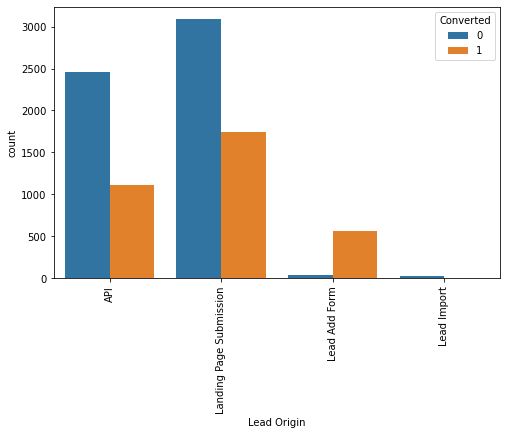 Converted
0
1
3000
2500
2000
1500
1000
500
0
count
API
Landing Page Submission
Lead Add Form
Lead Import
Lead Origin